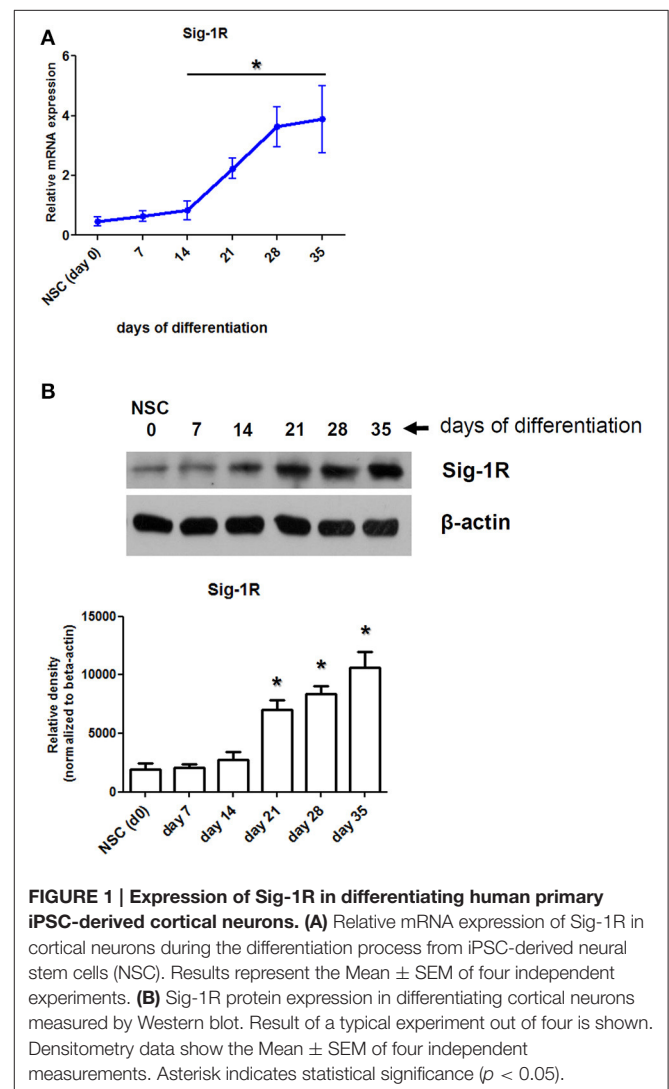 A
Sig-1R
*
Relative mRNA expression
6
4
2
0
NSC (day 0)
7
14
21
28
35
days of differentiation
B
NSC
0 7 14 21 28 35 days of differentiation
Sig-1R
β-actin
Sig-1R
Relative density
(normalized to beta-actin)
15000
10000
5000
0
* * *
NSC (d0)
day 7
day 14
day 21
day 28
day 35
FIGURE 1 | Expression of Sig-1R in differentiating human primary
iPSC-derived cortical neurons. (A) Relative mRNA expression of Sig-1R in
cortical neurons during the differentiation process from iPSC-derived neural
stem cells (NSC). Results represent the Mean ± SEM of four independent
experiments. (B) Sig-1R protein expression in differentiating cortical neurons
measured by Western blot. Result of a typical experiment out of four is shown.
Densitometry data show the Mean ± SEM of four independent
measurements. Asterisk indicates statistical significance (p < 0.05).